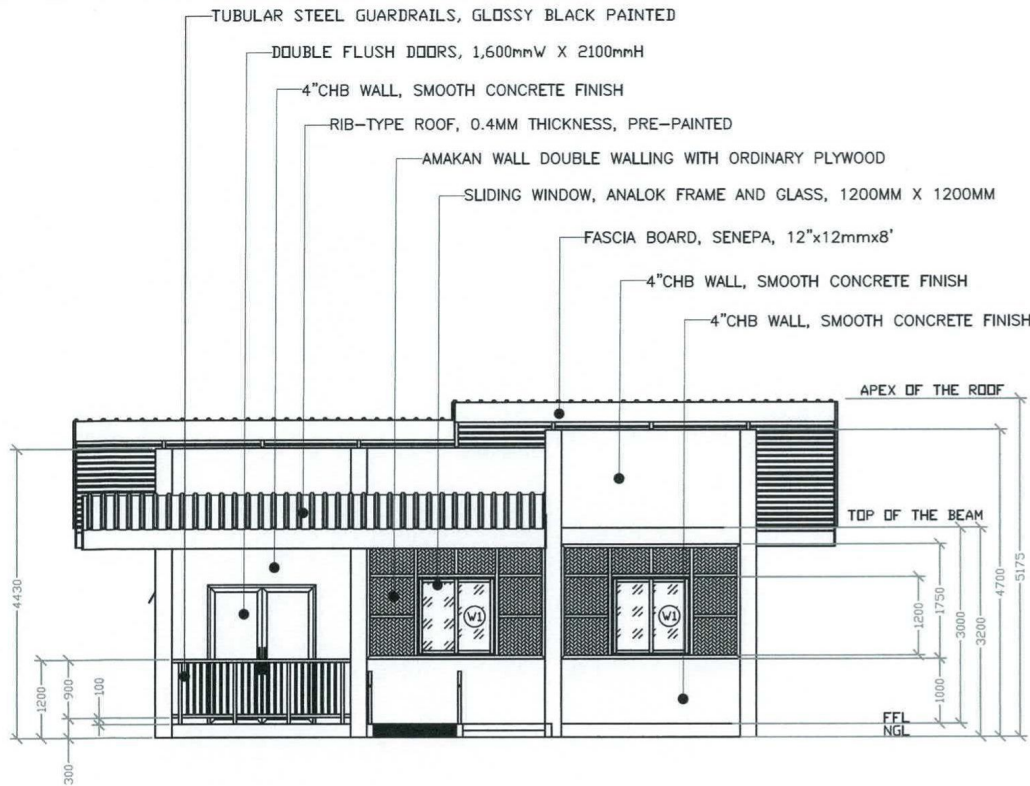 TUBULAR STEEL GUARDRAILS, GLOSSY BLACK PAINTED
DOUBLE FLUSH DOORS, 1,600mmW X 2100mmH
4"CHB WALL, SMOOTH CONCRETE FINISH
RIB-TYPE ROOF, 0.4MM THICKNESS, PRE-PAINTED
AMAKAN WALL DOUBLE WALLING WITH ORDINARY PLYWOOD
SLIDING WINDOW, ANALOK FRAME AND GLASS, 1200MM X 1200MM
FASCIA BOARD, SENEPA, 12"x12mmx8'
4"CHB WALL, SMOOTH CONCRETE FINISH
4"CHB WALL, SMOOTH CONCRETE FINISH
APEX OF THE ROOF
TOP OF THE BEAM
4430
1200
900
100
300
W1
W1
1200
1750
1000
3000
3200
4700
5175
FFL
NGL